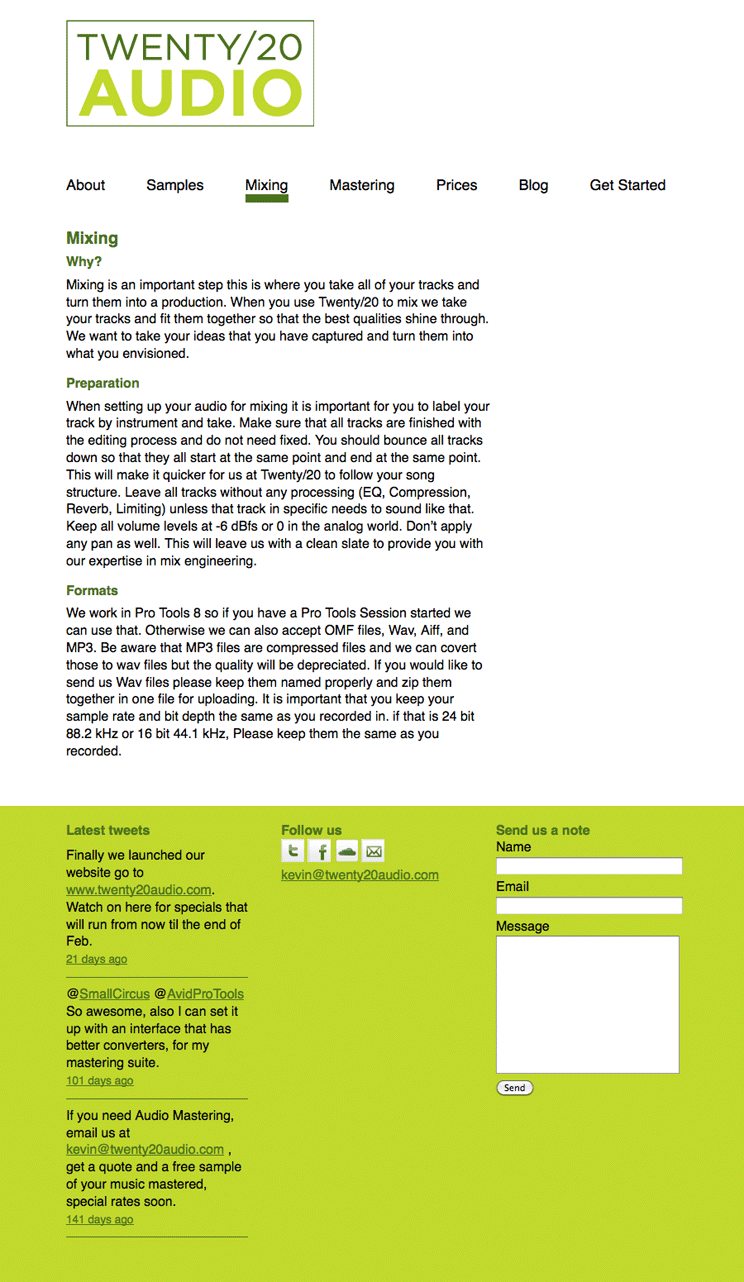 TWENTY/20
AUDIO
About Samples Mixing Mastering Prices Blog Get Started
Mixing
Why?
Mixing is an important step this is where you take all of your tracks and
turn them into a production. When you use Twenty/20 to mix we take
your tracks and fit them together so that the best qualities shine through.
We want to take your ideas that you have captured and turn them into
what you envisioned.
Preparation
When setting up your audio for mixing it is important for you to label your
track by instrument and take. Make sure that all tracks are finished with
the editing process and do not need fixed. You should bounce all tracks
down so that they all start at the same point and end at the same point.
This will make it quicker for us at Twenty/20 to follow your song
structure. Leave all tracks without any processing (EQ, Compression,
Reverb, Limiting) unless that track in specific needs to sound like that.
Keep all volume levels at -6 dBfs or 0 in the analog world. Don’t apply
any pan as well. This will leave us with a clean slate to provide you with
our expertise in mix engineering.
Formats
We work in Pro Tools 8 so if you have a Pro Tools Session started we
can use that. Otherwise we can also accept OMF files, Wav, Aiff, and
MP3. Be aware that MP3 files are compressed files and we can covert
those to wav files but the quality will be depreciated. If you would like to
send us Wav files please keep them named properly and zip them
together in one file for uploading. It is important that you keep your
sample rate and bit depth the same as you recorded in. if that is 24 bit
88.2 kHz or 16 bit 44.1 kHz, Please keep them the same as you
recorded.
Latest tweets
Finally we launched our
website go to
www.twenty20audio.com.
Watch on here for specials that
will run from now til the end of
Feb.
21 days ago
@SmallCircus @AvidProTools
So awesome, also I can set it
up with an interface that has
better converters, for my
mastering suite.
101 days ago
If you need Audio Mastering,
email us at
kevin@twenty20audio.com ,
get a quote and a free sample
of your music mastered,
special rates soon.
141 days ago
Follow us
kevin@twenty20audio.com
Send us a note
Name
Email
Message
Send